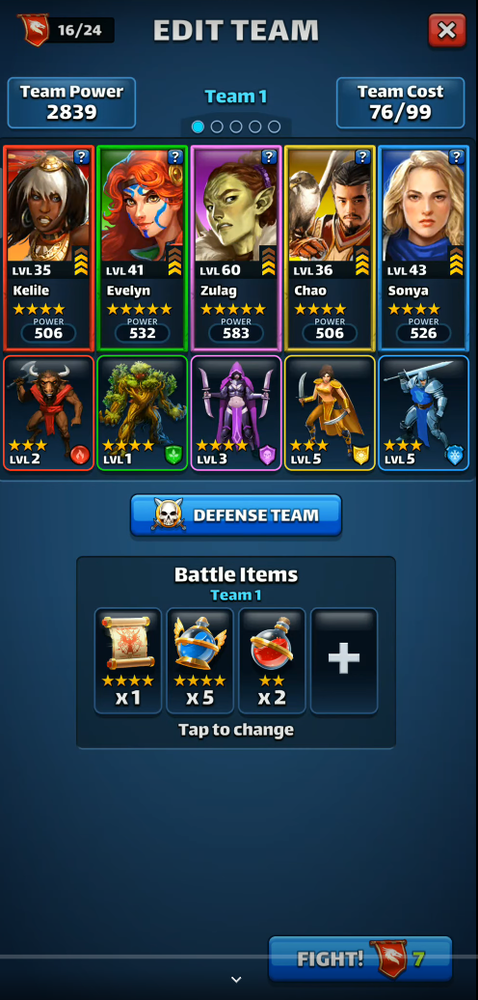 16/24
EDIT TEAM
Team Power
2839
Team 1
Team Cost
76/99
? ? ? ? ?
LVL 35 LVL 41 LVL 60 LVL 36 LVL 43
Kelile Evelyn Zulag Chao Sonya
POWER POWER POWER POWER POWER
506 532 583 506 526
LVL 2 LVL 1 LVL 3 LVL 5 LVL 5
DEFENSE TEAM
Battle Items
Team 1
x 1 x 5 x 2
Tap to change
FIGHT! 7